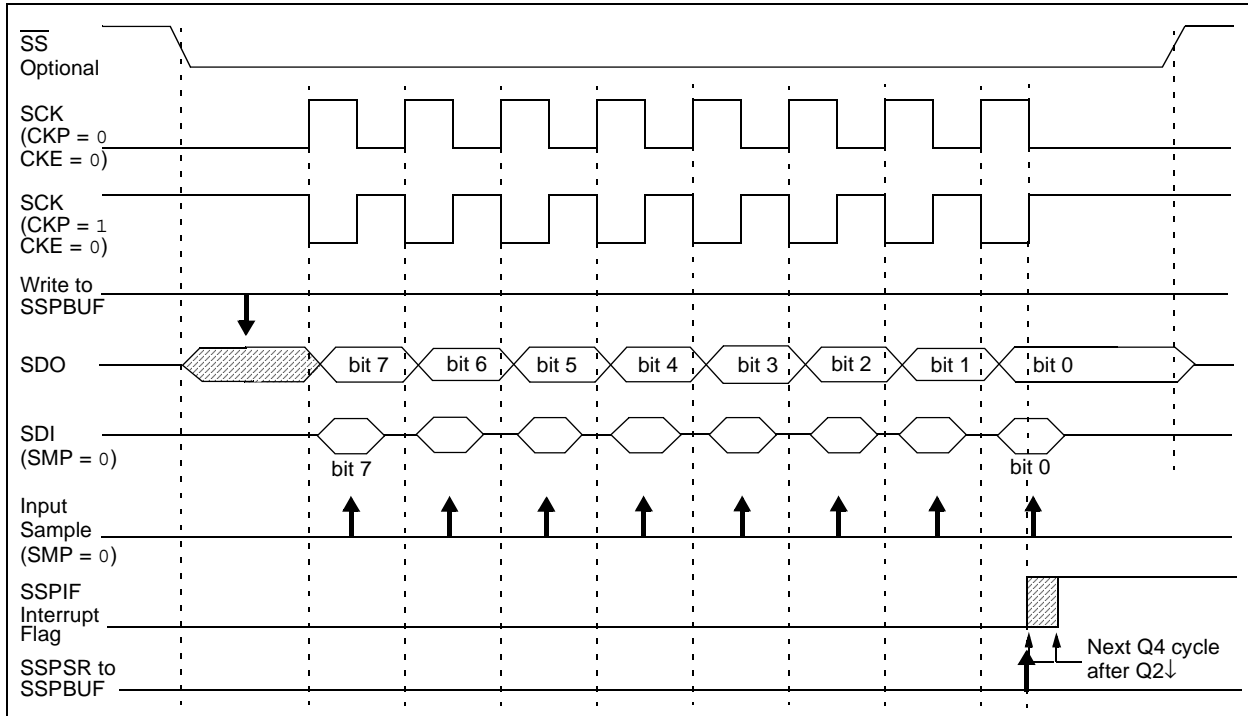 SS
Optional
SCK
(CKP = 0
CKE = 0)
SCK
(CKP = 1
CKE = 0)
Write to
SSPBUF
SDO
bit 7 bit 6 bit 5 bit 4 bit 3 bit 2 bit 1 bit 0
SDI
(SMP = 0)
bit 7 bit 0
Input
Sample
(SMP = 0)
SSPIF
Interrupt
Flag
SSPSR to
SSPBUF
Next Q4 cycle
after Q2↓